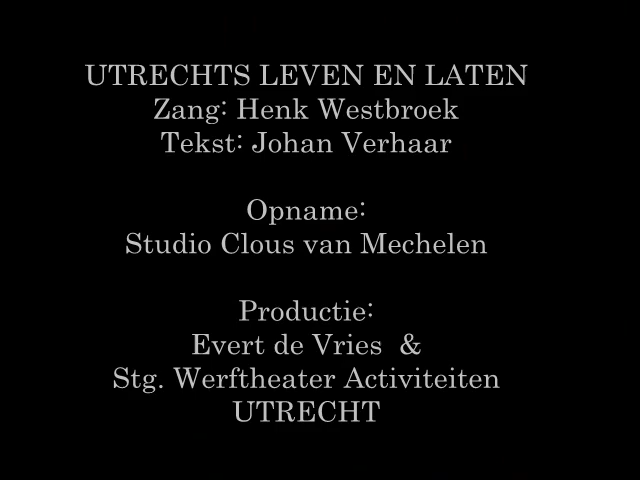 UTRECHTS LEVEN EN LATEN
Zang: Henk Westbroek
Tekst: Johan Verhaar
Opname:
Studio Clous van Mechelen
Productie:
Evert de Vries &
Stg. Werftheater Activiteiten
UTRECHT